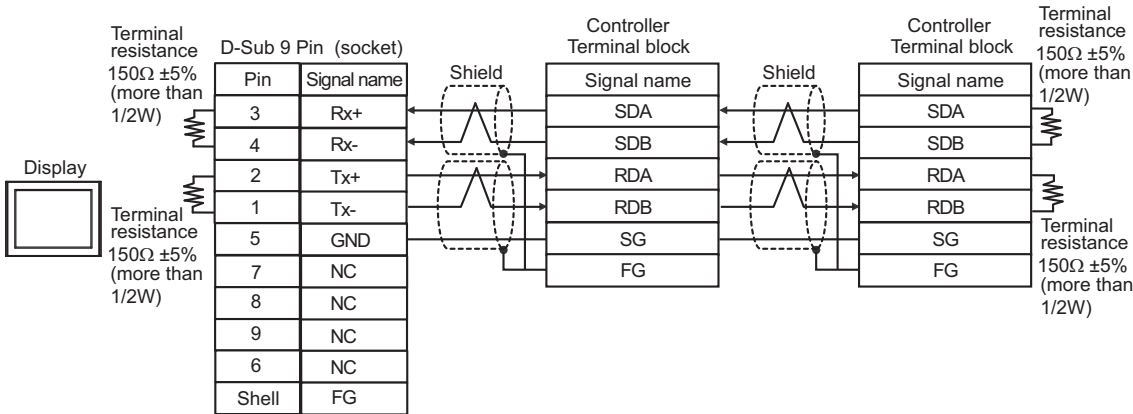 Terminal
resistance
150Ω ±5%
(more than
1/2W)
D-Sub 9 Pin (socket)
Pin Signal name
3 Rx+
4 Rx-
2 Tx+
1 Tx-
5 GND
7 NC
8 NC
9 NC
6 NC
Shell FG
Display
Terminal
resistance
150Ω ±5%
(more than
1/2W)
Shield
Controller
Terminal block
Signal name
SDA
SDB
RDA
RDB
SG
FG
Shield
Controller
Terminal block
Signal name
SDA
SDB
RDA
RDB
SG
FG
Terminal
resistance
150Ω ±5%
(more than
1/2W)
Terminal
resistance
150Ω ±5%
(more than
1/2W)